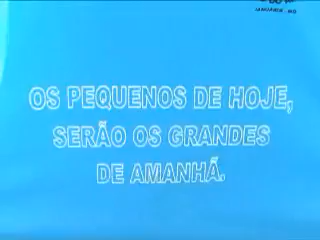 OS PEQUENOS DE HOJE,
SERÃO OS GRANDES
DE AMANHÃ.